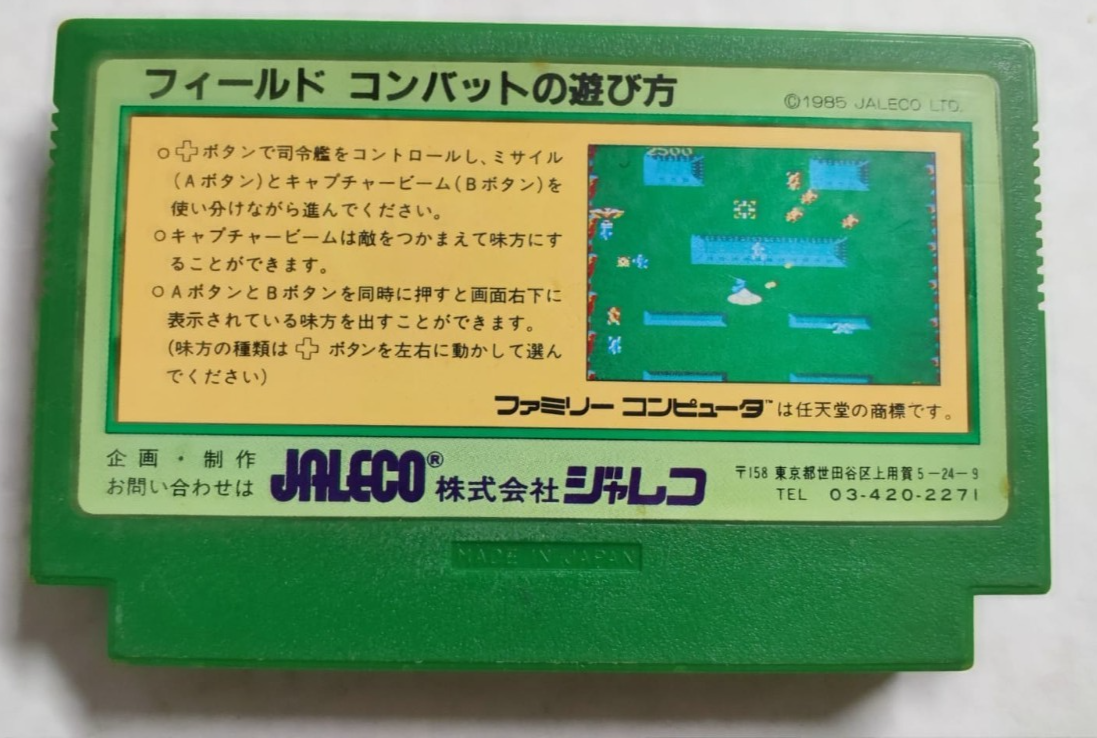 フィールド コンバットの遊び方
©1985 JALECO LTD.
○ボタンで司令艦をコントロールし、ミサイル
(Aボタン)とキャプチャービーム(Bボタン)を
使い分けながら進んでください。
○キャプチャービームは敵をつかまえて味方にす
ることができます。
○AボタンとBボタンを同時に押すと画面右下に
表示されている味方を出すことができます。
(味方の種類は ボタンを左右に動かして選ん
でください)
2500
ファミリー コンピュータ™は任天堂の商標です。
企画・制作
お問い合わせは
JALECO® 株式会社ジャレコ
〒158 東京都世田谷区上用賀5-24-9
TEL 03-420-2271
MADE IN JAPAN